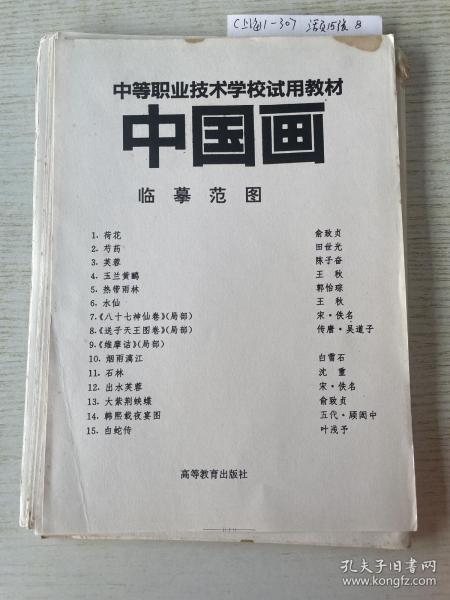 C上海1-307 活页15张 B
中等职业技术学校试用教材
中国画
临摹范图
1. 荷花 俞致贞
2. 芍药 田世光
3. 芙蓉 陈子奋
4. 玉兰黄鹂 王秋
5. 热带雨林 郭怡孮
6. 水仙 王秋
7.《八十七神仙卷》(局部) 宋·佚名
8.《送子天王图卷》(局部) 传唐·吴道子
9.《维摩诘》(局部)
10. 烟雨漓江 白雪石
11. 石林 沈重
12. 出水芙蓉 宋·佚名
13. 大紫荆蛱蝶 俞致贞
14. 韩熙载夜宴图 五代·顾闳中
15. 白蛇传 叶浅予
高等教育出版社
孔夫子旧书网
www.kongfz.com